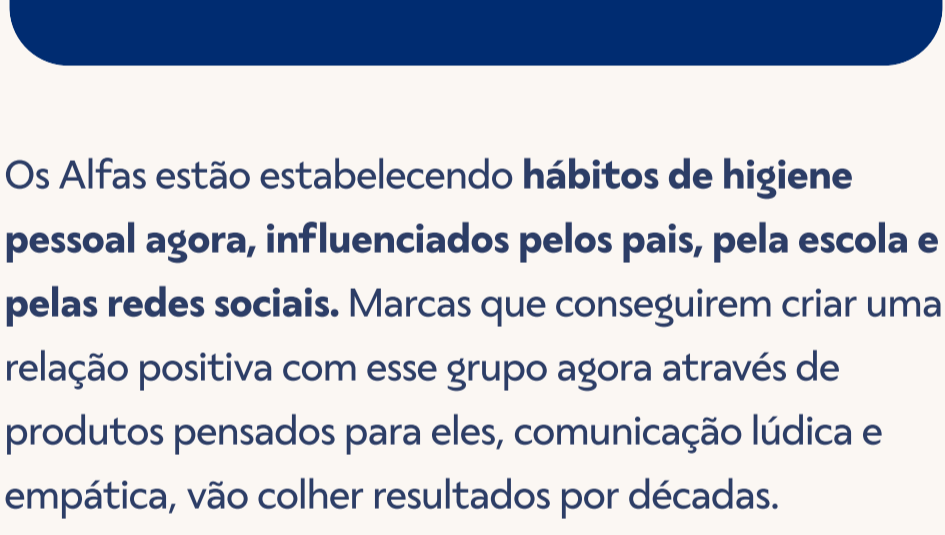 Os Alfas estão estabelecendo hábitos de higiene
pessoal agora, influenciados pelos pais, pela escola e
pelas redes sociais. Marcas que conseguirem criar uma
relação positiva com esse grupo agora através de
produtos pensados para eles, comunicação lúdica e
empática, vão colher resultados por décadas.